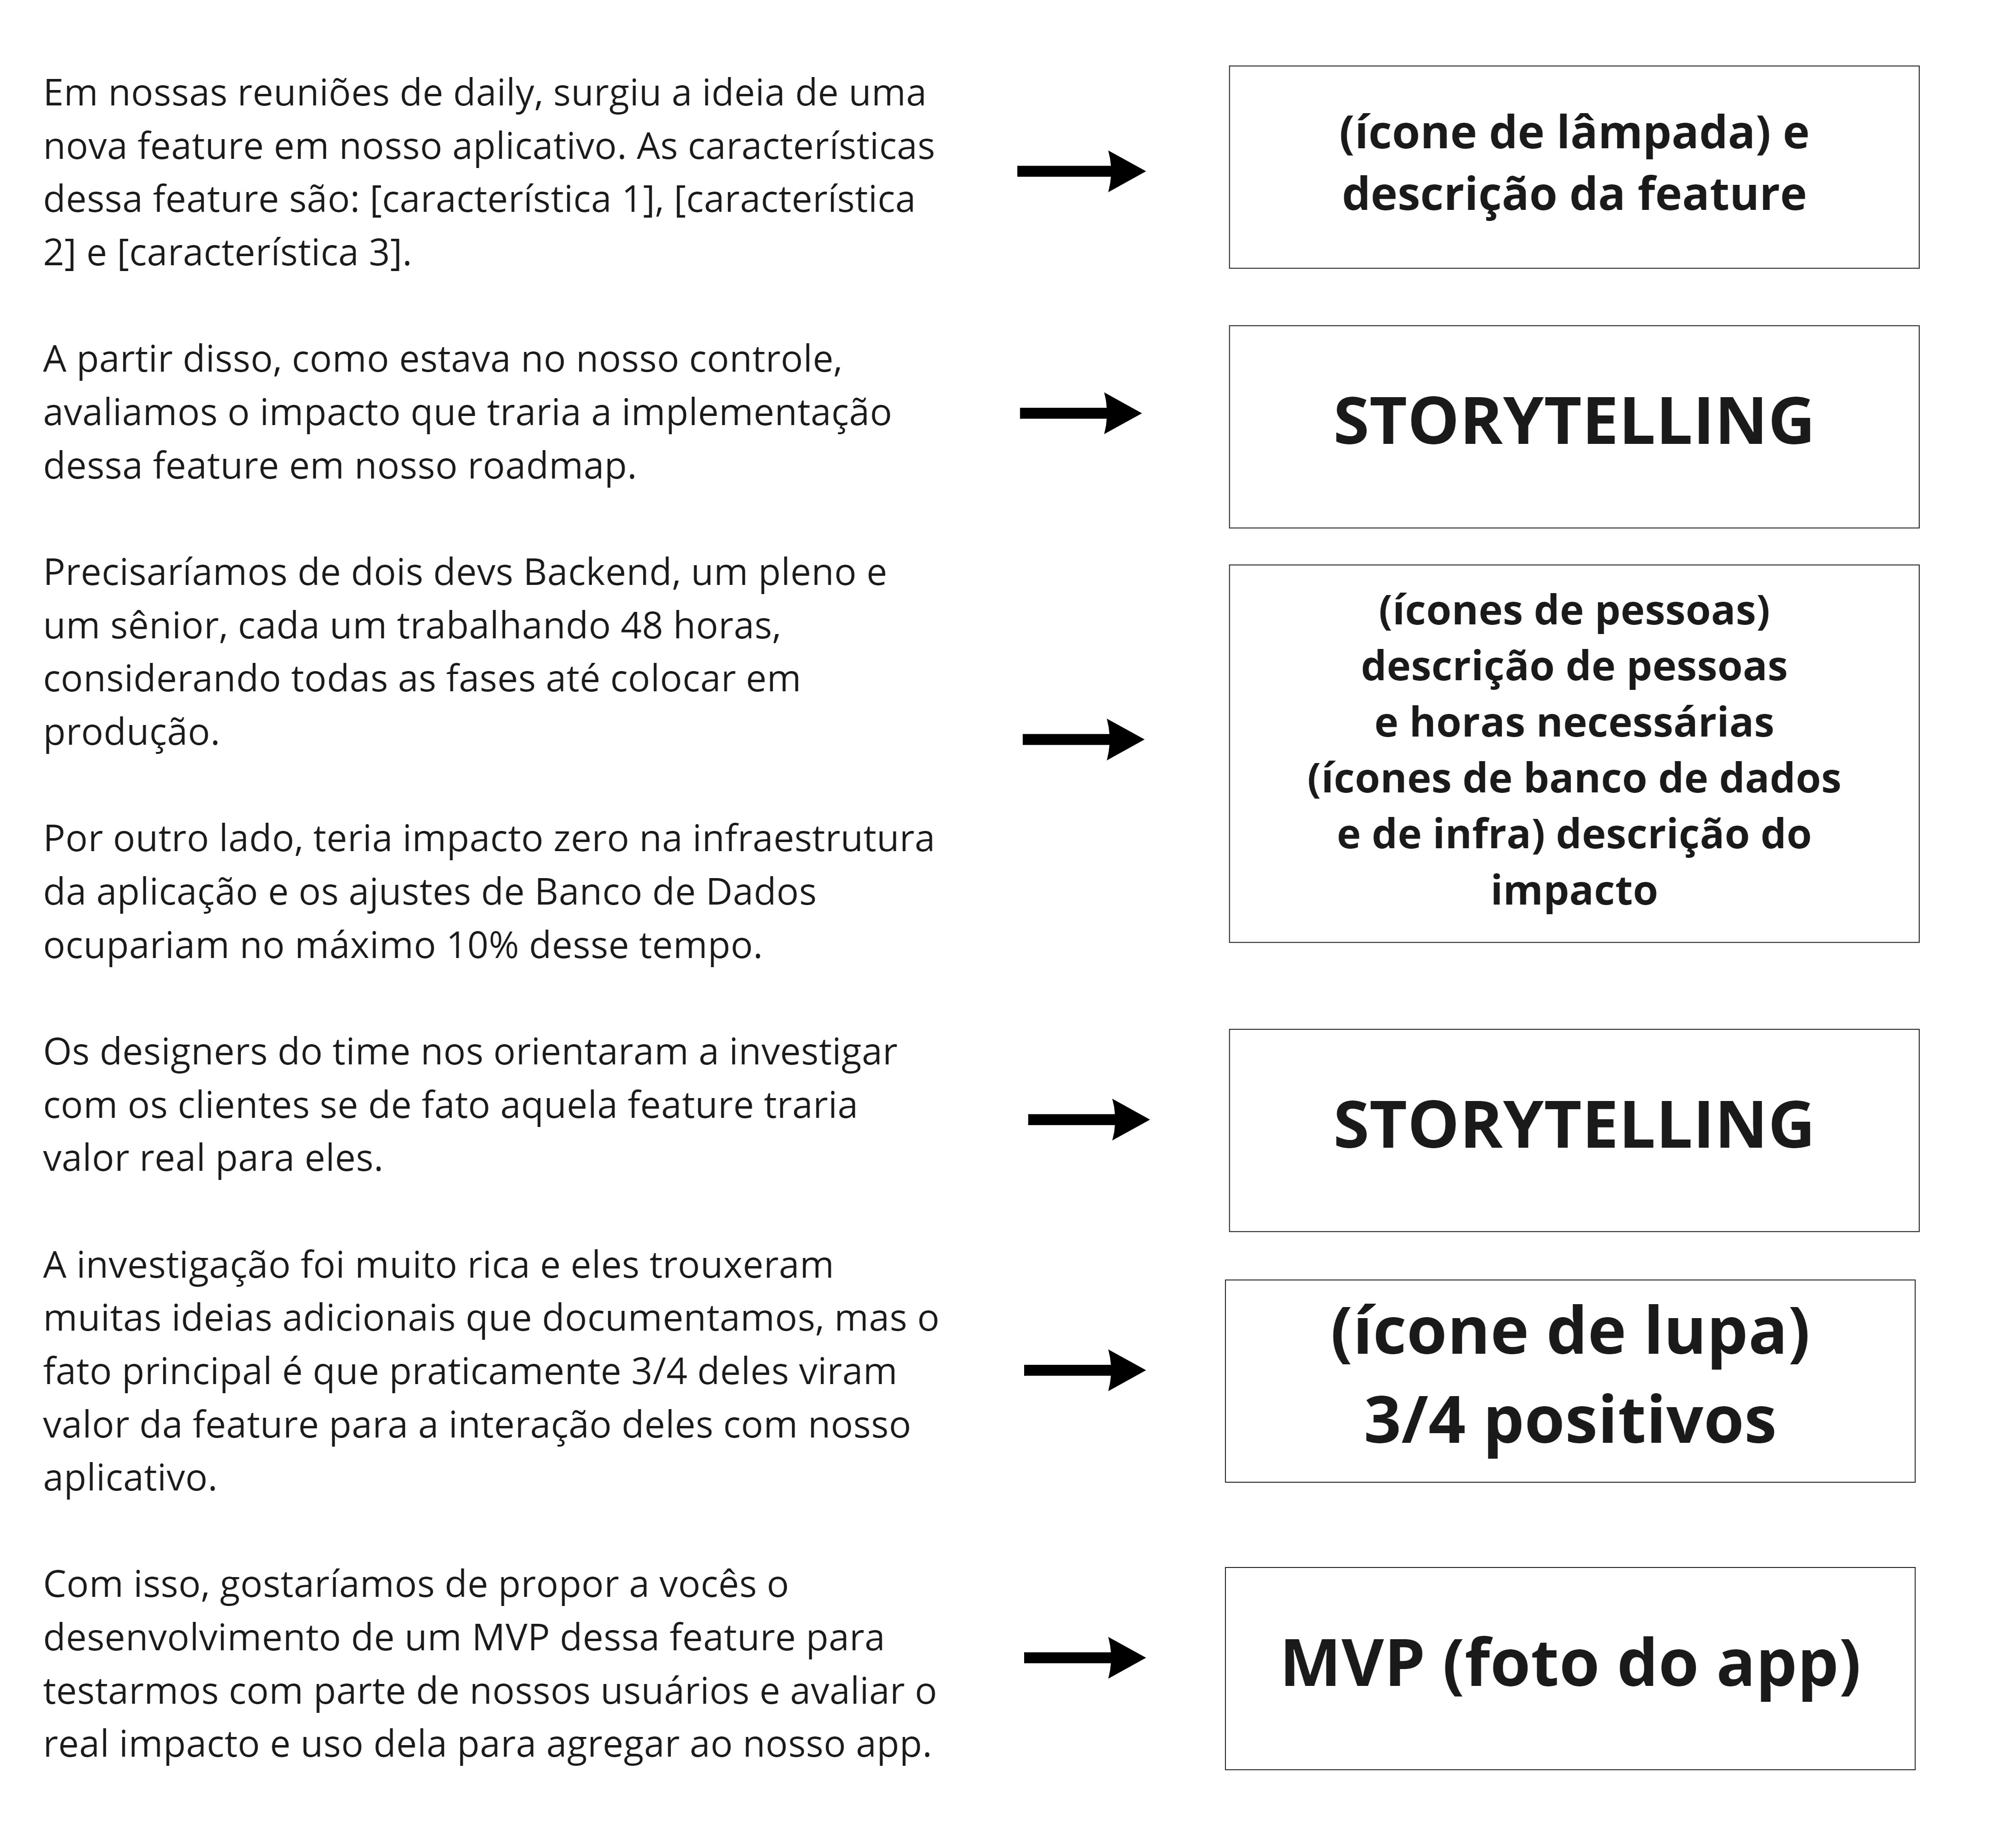 Em nossas reuniões de daily, surgiu a ideia de uma
nova feature em nosso aplicativo. As características
dessa feature são: [característica 1], [característica
2] e [característica 3].
(ícone de lâmpada) e
descrição da feature
A partir disso, como estava no nosso controle,
avaliamos o impacto que traria a implementação
dessa feature em nosso roadmap.
STORYTELLING
Precisaríamos de dois devs Backend, um pleno e
um sênior, cada um trabalhando 48 horas,
considerando todas as fases até colocar em
produção.
Por outro lado, teria impacto zero na infraestrutura
da aplicação e os ajustes de Banco de Dados
ocupariam no máximo 10% desse tempo.
(ícones de pessoas)
descrição de pessoas
e horas necessárias
(ícones de banco de dados
e de infra) descrição do
impacto
Os designers do time nos orientaram a investigar
com os clientes se de fato aquela feature traria
valor real para eles.
STORYTELLING
A investigação foi muito rica e eles trouxeram
muitas ideias adicionais que documentamos, mas o
fato principal é que praticamente 3/4 deles viram
valor da feature para a interação deles com nosso
aplicativo.
(ícone de lupa)
3/4 positivos
Com isso, gostaríamos de propor a vocês o
desenvolvimento de um MVP dessa feature para
testarmos com parte de nossos usuários e avaliar o
real impacto e uso dela para agregar ao nosso app.
MVP (foto do app)